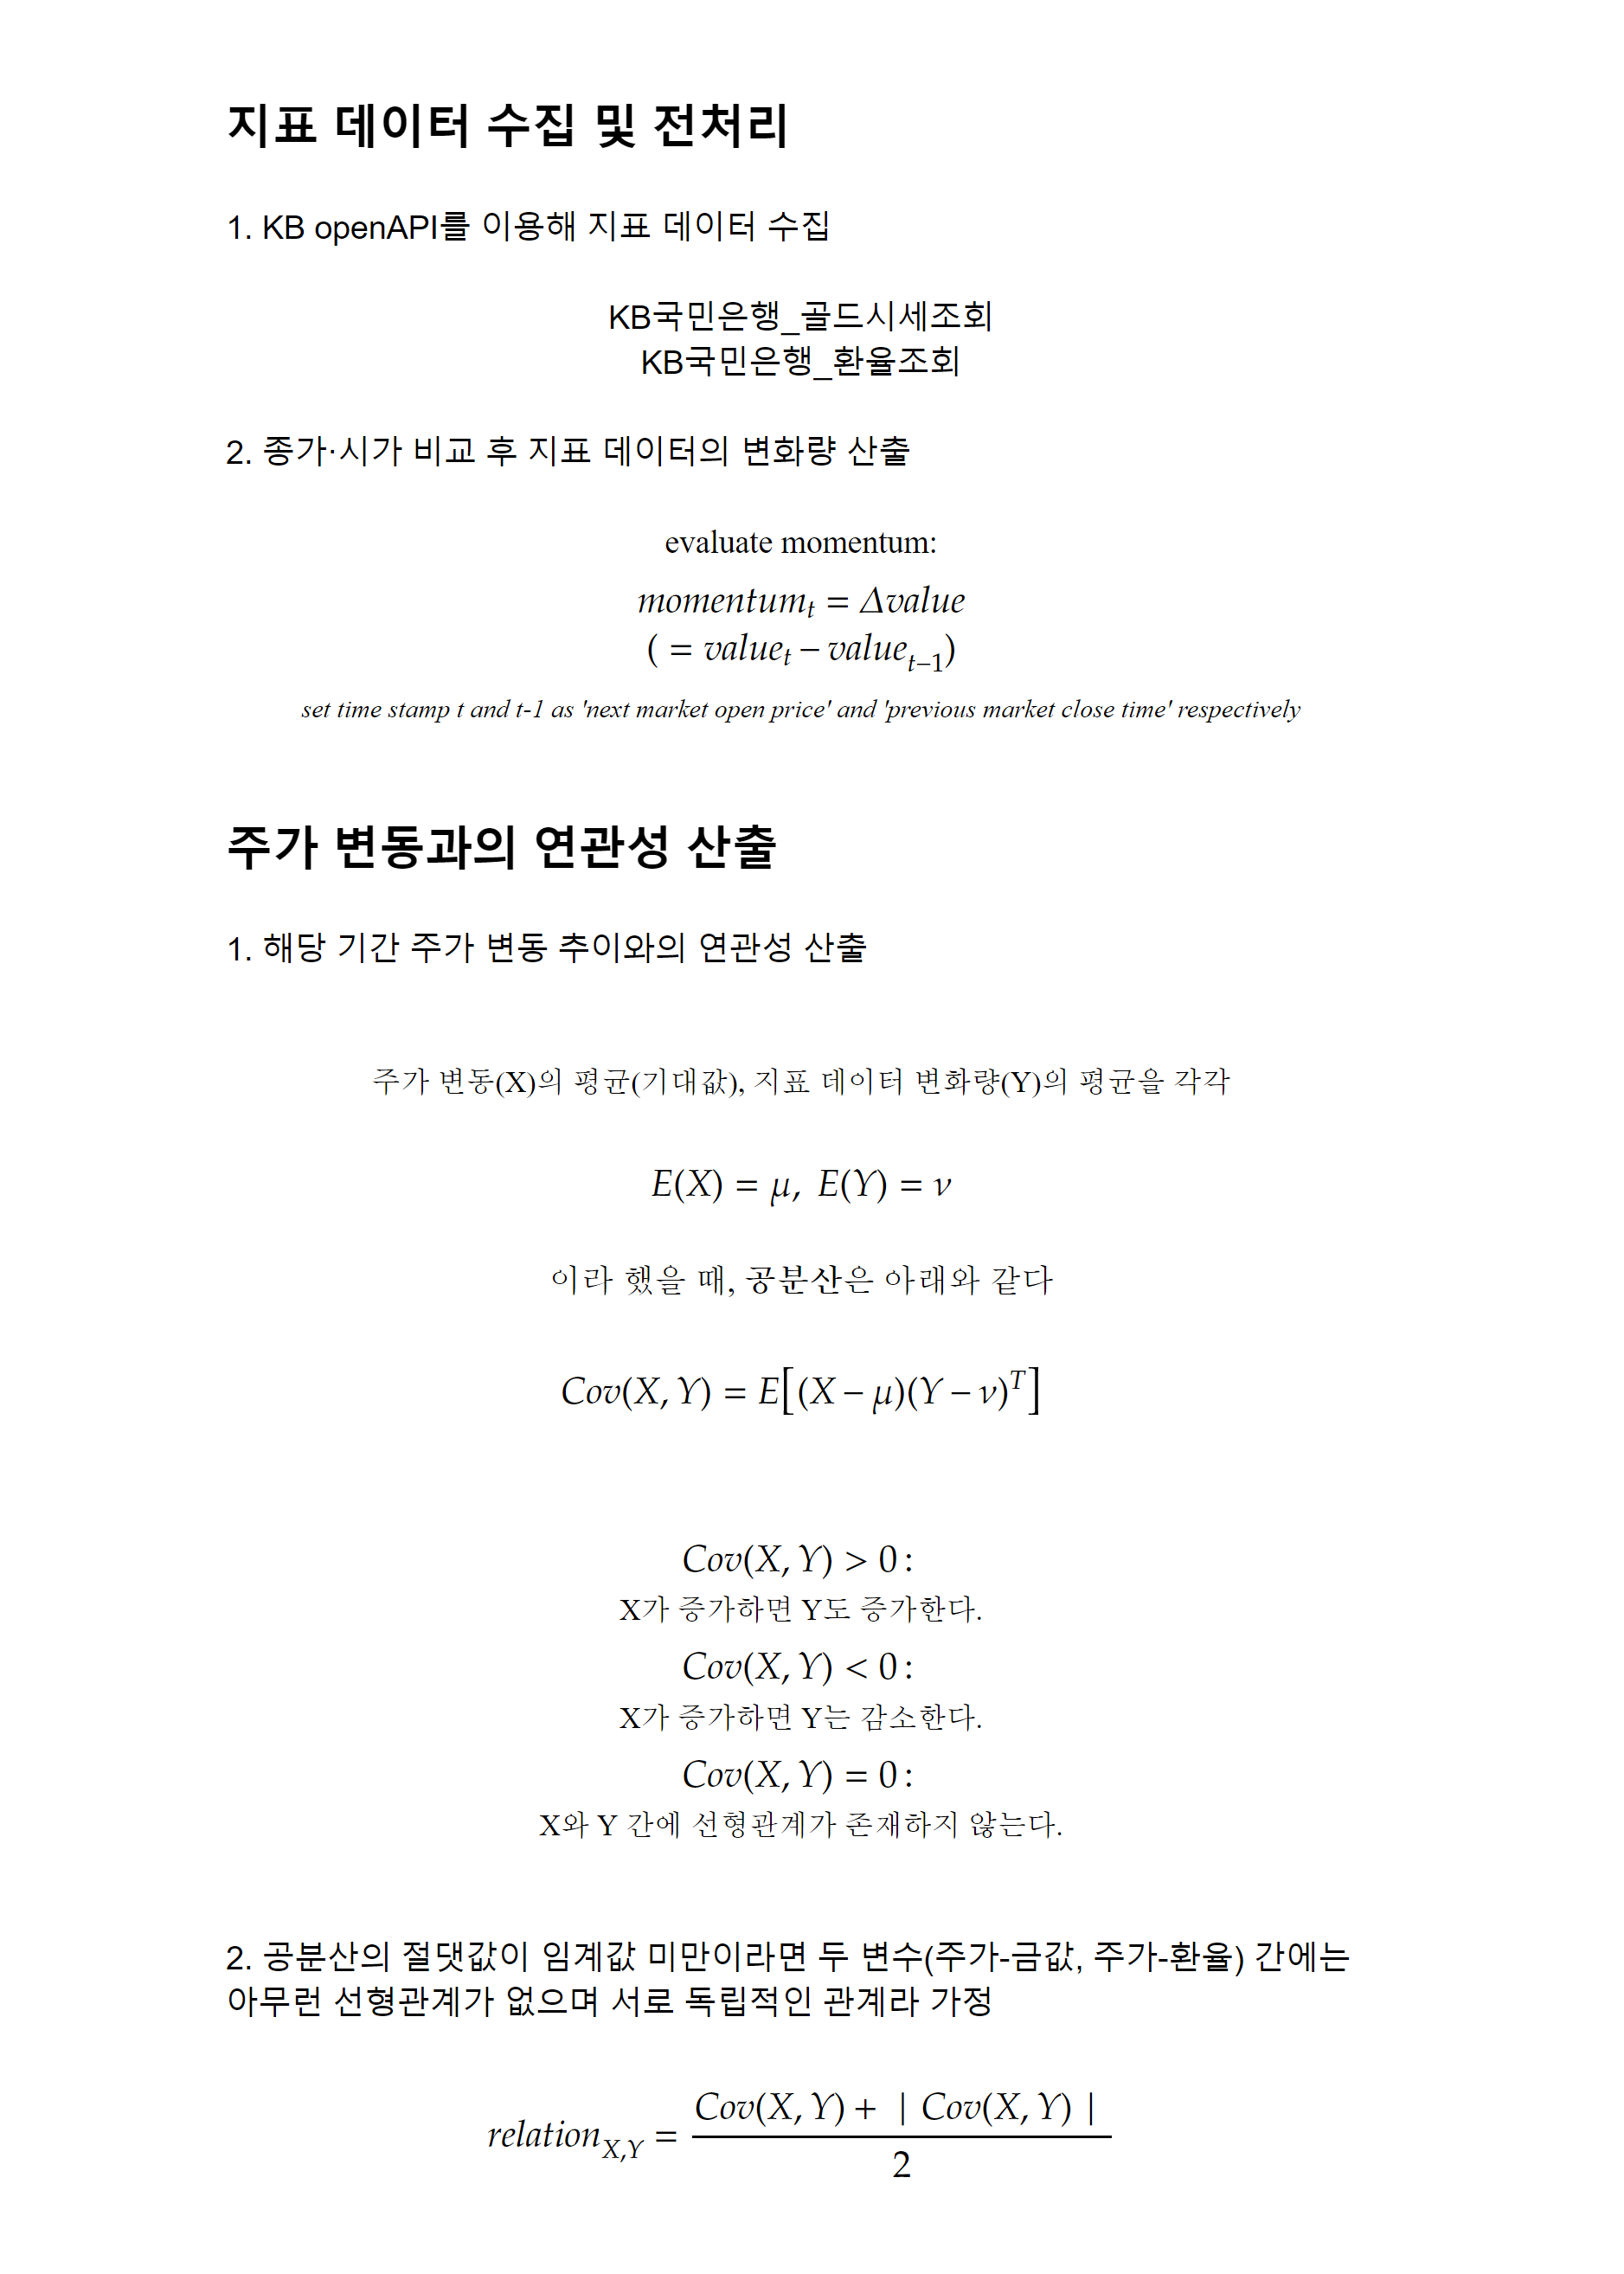 지표 데이터 수집 및 전처리
1. KB openAPI를 이용해 지표 데이터 수집
KB국민은행_골드시세조회
KB국민은행_환율조회
2. 종가·시가 비교 후 지표 데이터의 변화량 산출
evaluate momentum:
momentum_t = Δvalue
( = value_t − value_{t−1})
set time stamp t and t-1 as 'next market open price' and 'previous market close time' respectively
주가 변동과의 연관성 산출
1. 해당 기간 주가 변동 추이와의 연관성 산출
주가 변동(X)의 평균(기대값), 지표 데이터 변화량(Y)의 평균을 각각
E(X) = μ, E(Y) = ν
이라 했을 때, 공분산은 아래와 같다
Cov(X, Y) = E[(X − μ)(Y − ν)^T]
Cov(X, Y) > 0 :
X가 증가하면 Y도 증가한다.
Cov(X, Y) < 0 :
X가 증가하면 Y는 감소한다.
Cov(X, Y) = 0 :
X와 Y 간에 선형관계가 존재하지 않는다.
2. 공분산의 절댓값이 임계값 미만이라면 두 변수(주가-금값, 주가-환율) 간에는
아무런 선형관계가 없으며 서로 독립적인 관계라 가정
relation_{X,Y} = \frac{Cov(X, Y) + | Cov(X, Y) |}{2}